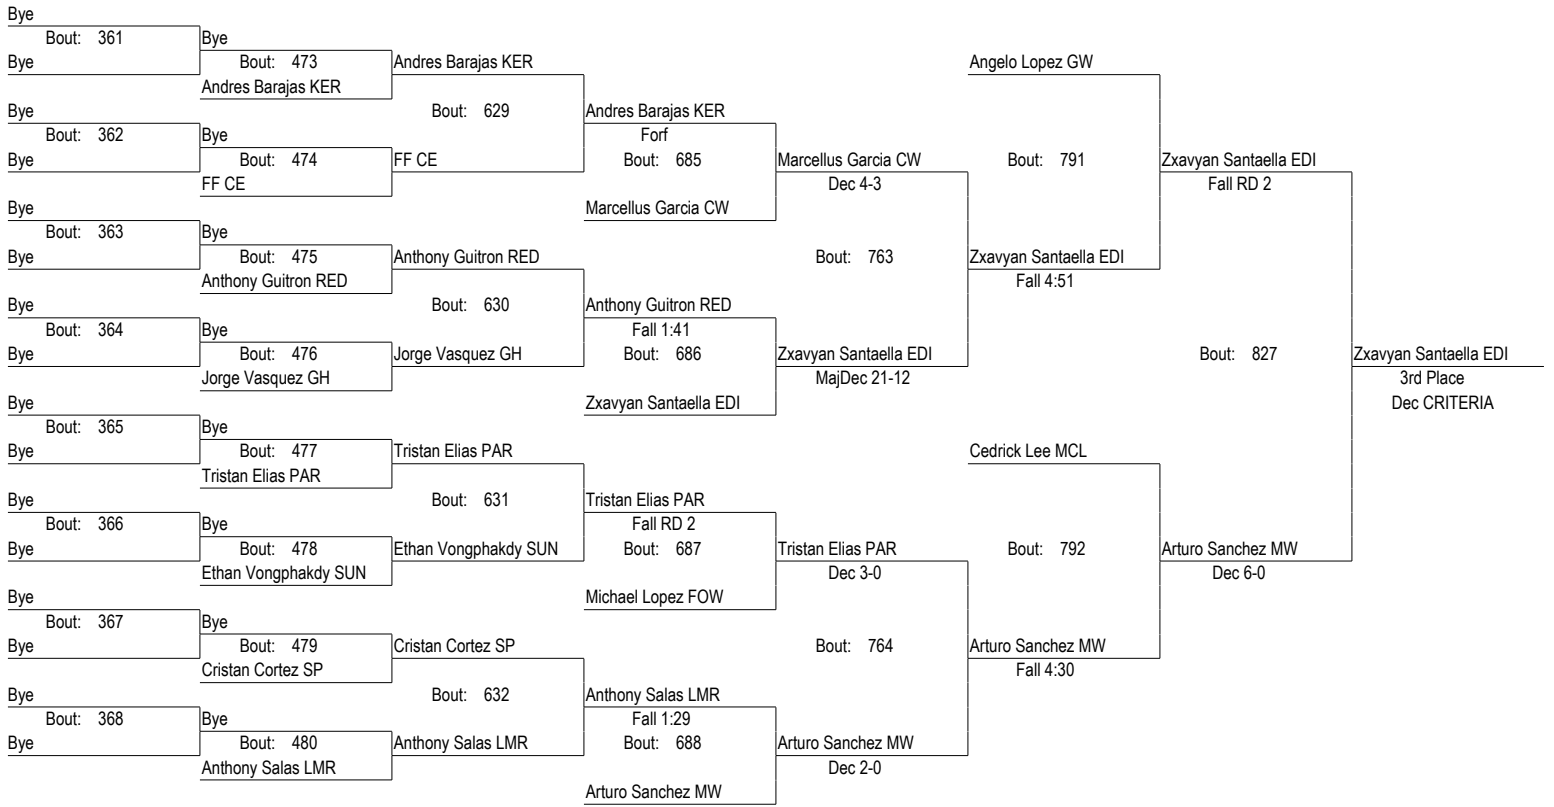 Bye
Bout: 361 Bye
Bye Bout: 473 Andres Barajas KER Angelo Lopez GW
Andres Barajas KER
Bye Bout: 629 Andres Barajas KER
Bout: 362 Bye Forf
Bye Bout: 474 FF CE Bout: 685 Marcellus Garcia CW Bout: 791 Zxavyan Santaella EDI
FF CE Dec 4-3 Fall RD 2
Bye Marcellus Garcia CW
Bout: 363 Bye
Bye Bout: 475 Anthony Guitron RED Bout: 763 Zxavyan Santaella EDI
Anthony Guitron RED Fall 4:51
Bye Bout: 630 Anthony Guitron RED
Bout: 364 Bye Fall 1:41
Bye Bout: 476 Jorge Vasquez GH Bout: 686 Zxavyan Santaella EDI Bout: 827 Zxavyan Santaella EDI
Jorge Vasquez GH MajDec 21-12 3rd Place
Bye Zxavyan Santaella EDI Dec CRITERIA
Bout: 365 Bye
Bye Bout: 477 Tristan Elias PAR Cedrick Lee MCL
Tristan Elias PAR
Bye Bout: 631 Tristan Elias PAR
Bout: 366 Bye Fall RD 2
Bye Bout: 478 Ethan Vongphakdy SUN Bout: 687 Tristan Elias PAR Bout: 792 Arturo Sanchez MW
Ethan Vongphakdy SUN Dec 3-0 Dec 6-0
Bye Michael Lopez FOW
Bout: 367 Bye
Bye Bout: 479 Cristan Cortez SP Bout: 764 Arturo Sanchez MW
Cristan Cortez SP Fall 4:30
Bye Bout: 632 Anthony Salas LMR
Bout: 368 Bye Fall 1:29
Bye Bout: 480 Anthony Salas LMR Bout: 688 Arturo Sanchez MW
Anthony Salas LMR Dec 2-0
Arturo Sanchez MW